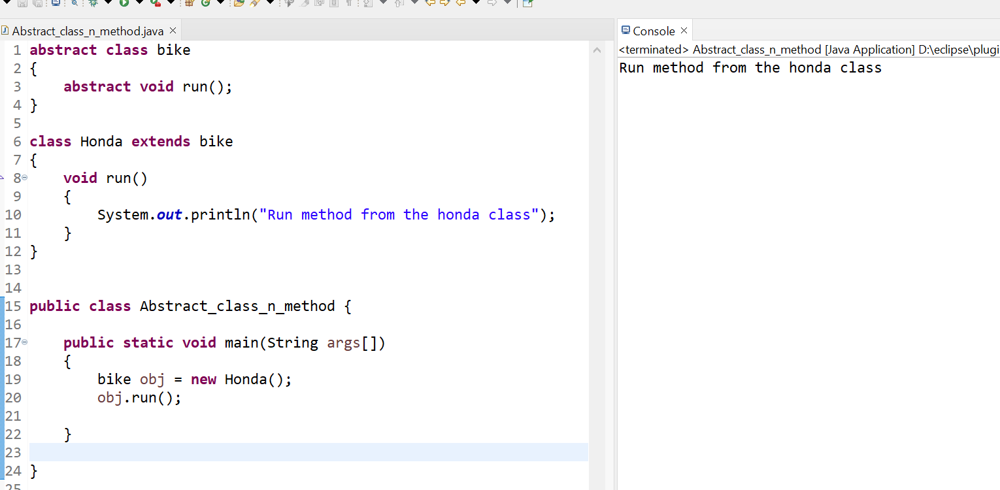 Abstract_class_n_method.java
1 abstract class bike
2 {
3     abstract void run();
4 }
5
6 class Honda extends bike
7 {
8     void run()
9     {
10         System.out.println("Run method from the honda class");
11     }
12 }
13
14
15 public class Abstract_class_n_method {
16
17     public static void main(String args[])
18     {
19         bike obj = new Honda();
20         obj.run();
21
22     }
23
24 }
25
Console
<terminated> Abstract_class_n_method [Java Application] D:\eclipse\plugi
Run method from the honda class